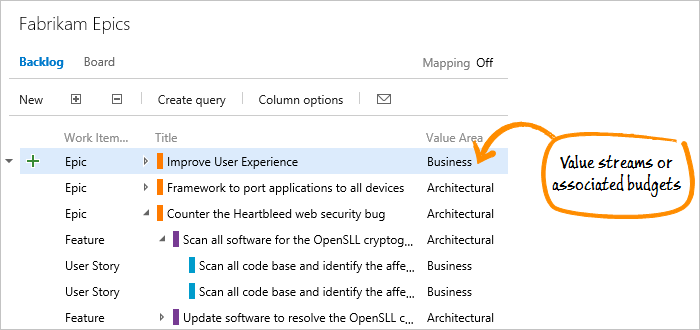 Fabrikam Epics
Backlog Board Mapping Off
New Create query Column options
Work Item... Title Value Area
Epic Improve User Experience Business
Epic Framework to port applications to all devices Architectural
Epic Counter the Heartbleed web security bug Architectural
Feature Scan all software for the OpenSLL cryptog... Architectural
User Story Scan all code base and identify the affe... Business
User Story Scan all code base and identify the affe... Business
Feature Update software to resolve the OpenSLL c... Architectural
Value streams or
associated budgets